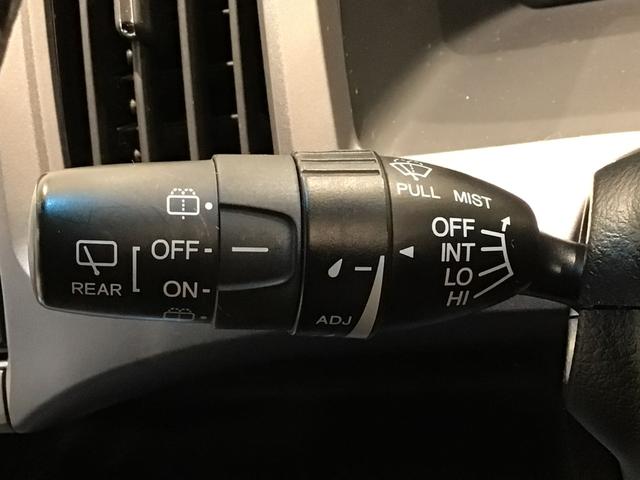 PULL MIST
OFF
INT
LO
HI
OFF
ON
REAR
ADJ